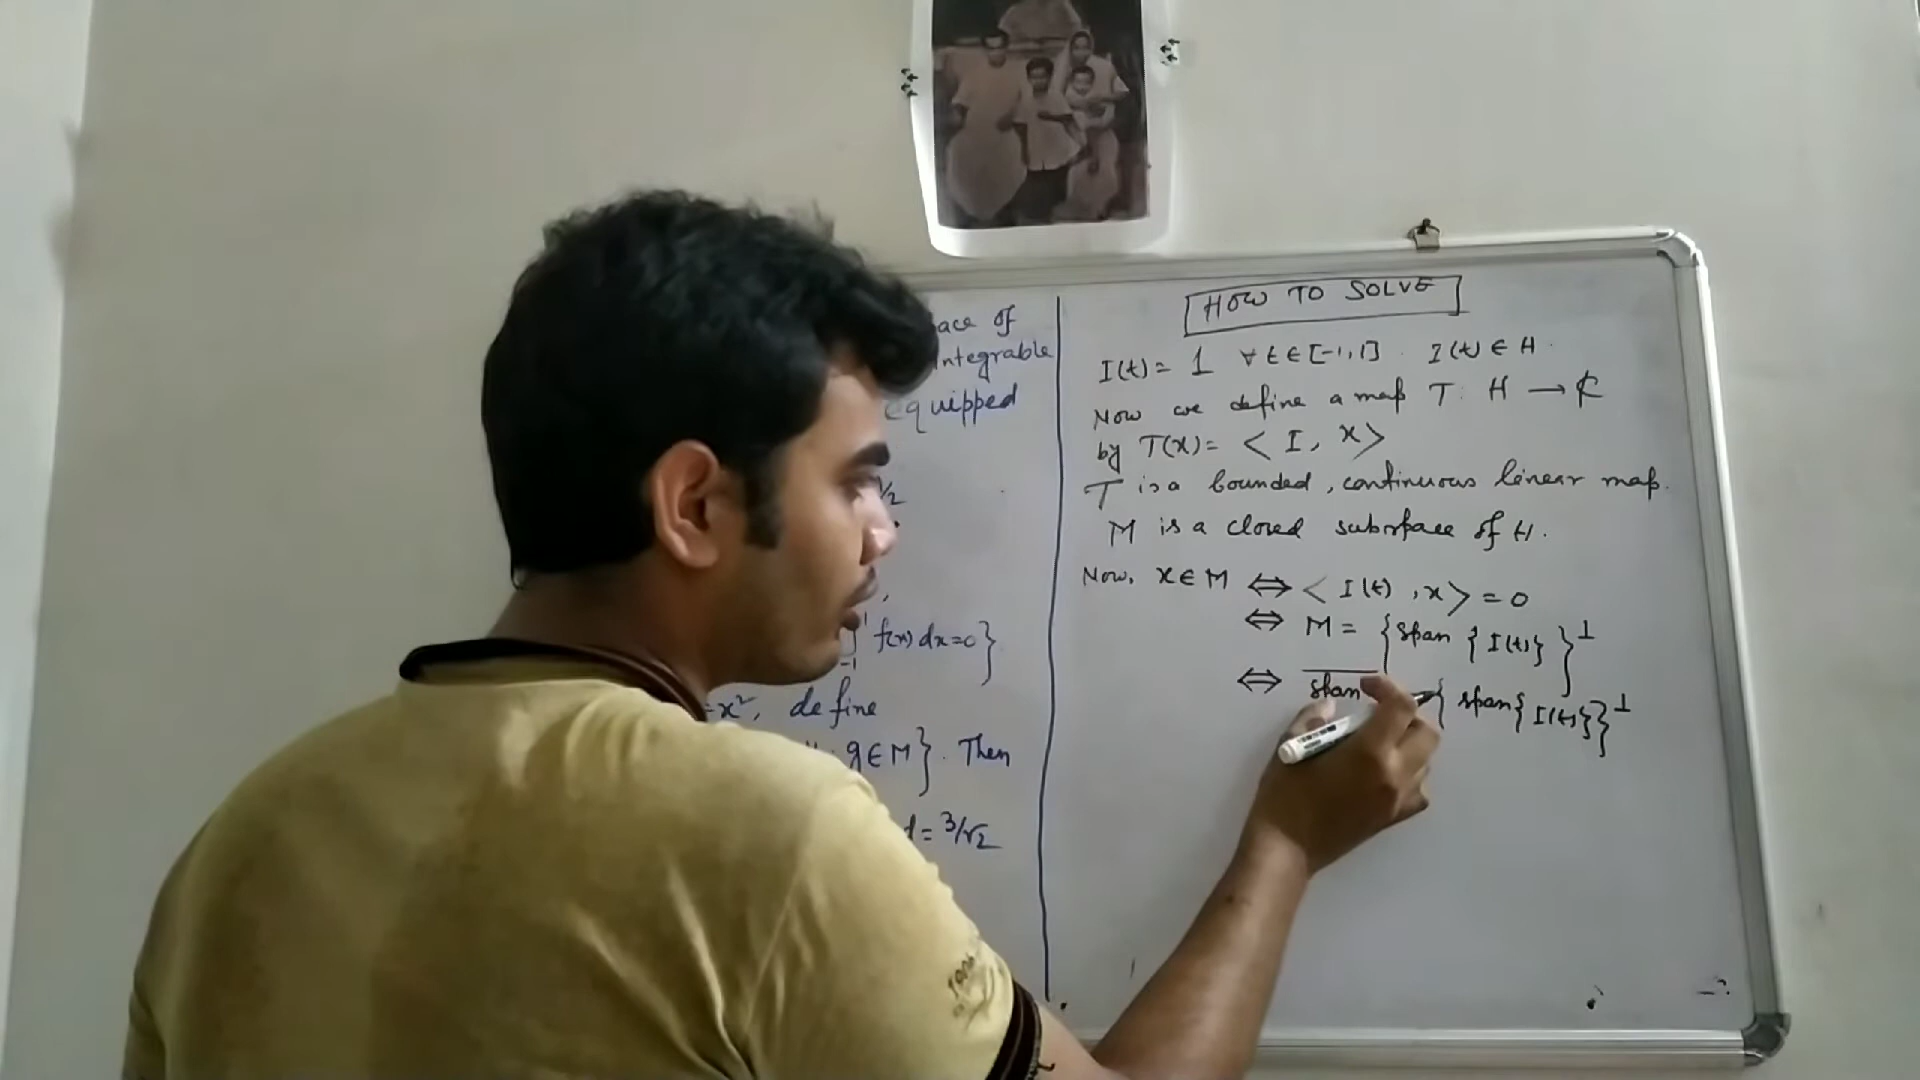 ace of
Integrable
equipped
1/2
f(x) dx=0}
-1
=x², define
g∈M}. Then
d= 3/√2
HOW TO SOLVE
I(t)= 1 ∀ t∈[-1,1]. I(t)∈H.
Now we define a map T: H → ₵
by T(x)= <I, x>
T is a bounded, continuous linear map.
M is a closed subspace of H.
Now, x∈M ⇔ <I(t), x> = 0
⇔ M = {span {I(t)}}⊥
⇔ span {span{I(t)}}⊥